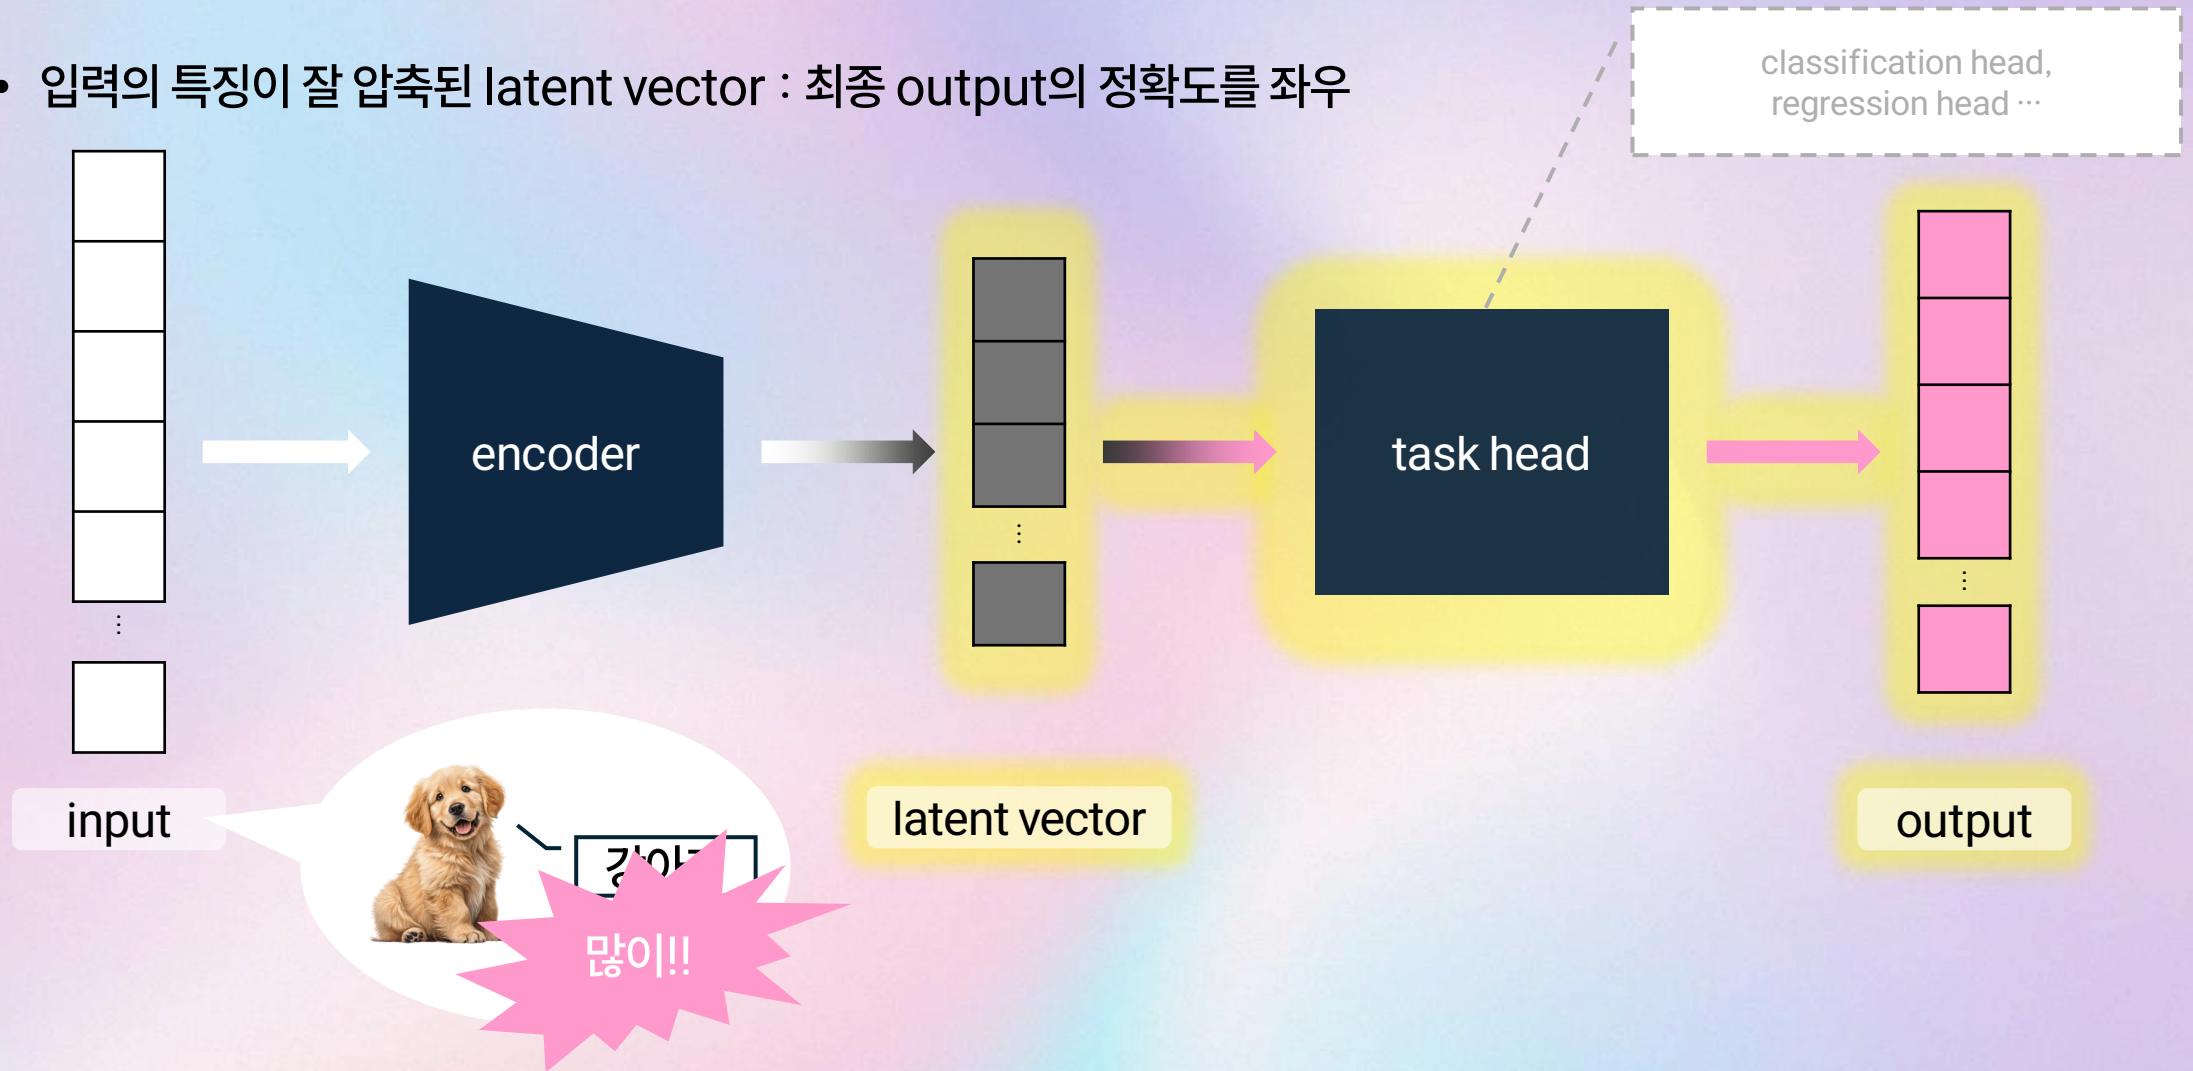 • 입력의 특징이 잘 압축된 latent vector : 최종 output의 정확도를 좌우
classification head,
regression head …
encoder
task head
⋮
⋮
⋮
input
latent vector
output
많이!!